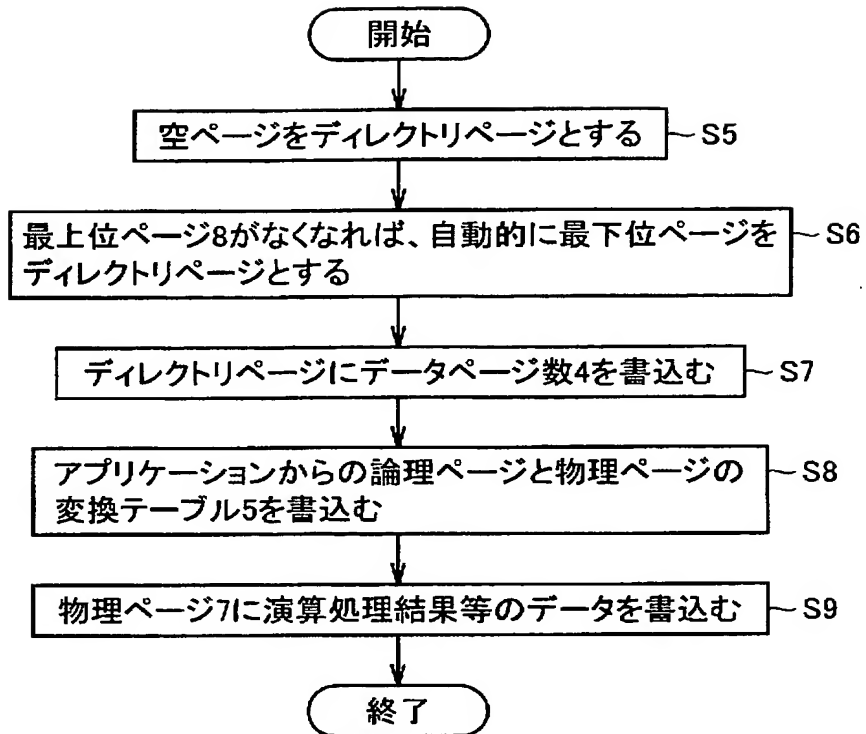 開始
空ページをディレクトリページとする
S5
最上位ページ8がなくなれば、自動的に最下位ページを
ディレクトリページとする
S6
ディレクトリページにデータページ数4を書込む
S7
アプリケーションからの論理ページと物理ページの
変換テーブル5を書込む
S8
物理ページ7に演算処理結果等のデータを書込む
S9
終了